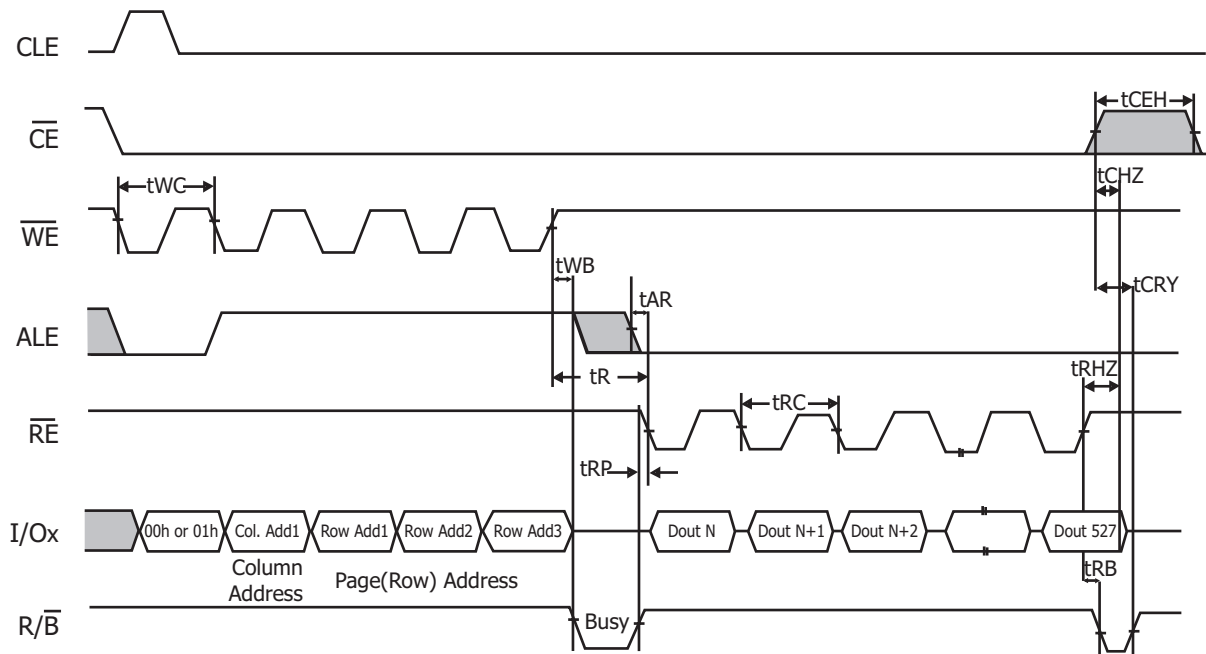 CLE
CE
tCEH
tWC
tCHZ
WE
tWB
tCRY
tAR
ALE
tR
tRHZ
tRC
RE
tRP
I/Ox
00h or 01h
Col. Add1
Row Add1
Row Add2
Row Add3
Dout N
Dout N+1
Dout N+2
Dout 527
Column
Address
Page(Row) Address
tRB
R/B
Busy